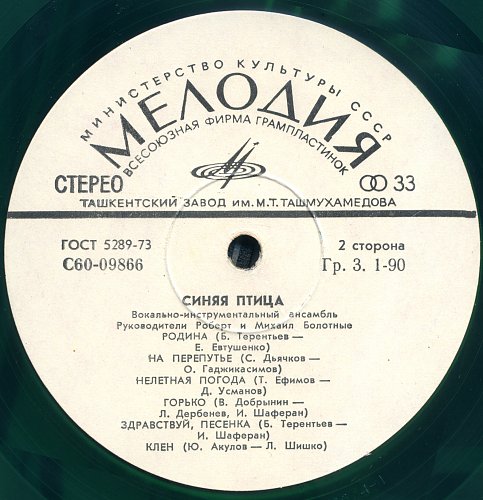 МИНИСТЕРСТВО КУЛЬТУРЫ СССР
МЕЛОДИЯ
ВСЕСОЮЗНАЯ ФИРМА ГРАМПЛАСТИНОК
СТЕРЕО 33
ТАШКЕНТСКИЙ ЗАВОД ИМ. М.Т. ТАШМУХАМЕДОВА
ГОСТ 5289-73 2 сторона
С60-09866 Гр. 3. 1-90
СИНЯЯ ПТИЦА
Вокально-инструментальный ансамбль
Руководители Роберт и Михаил Болотные
РОДИНА (Б. Терентьев —
Е. Евтушенко)
НА ПЕРЕПУТЬЕ (С. Дьячков —
О. Гаджикасимов)
НЕЛЕТНАЯ ПОГОДА (Т. Ефимов —
Д. Усманов)
ГОРЬКО (В. Добрынин —
Л. Дербенев, И. Шаферан)
ЗДРАВСТВУЙ, ПЕСЕНКА (Б. Терентьев —
И. Шаферан)
КЛЕН (Ю. Акулов — Л. Шишко)